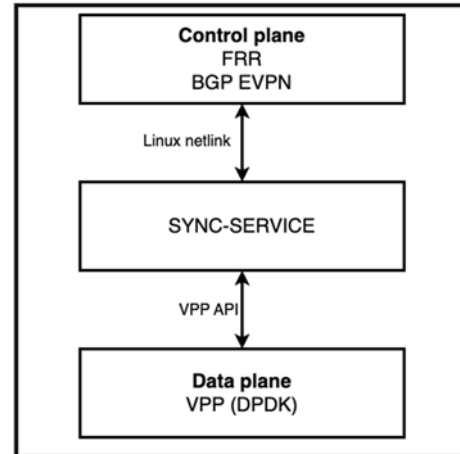 Control plane
FRR
BGP EVPN
Linux netlink
SYNC-SERVICE
VPP API
Data plane
VPP (DPDK)